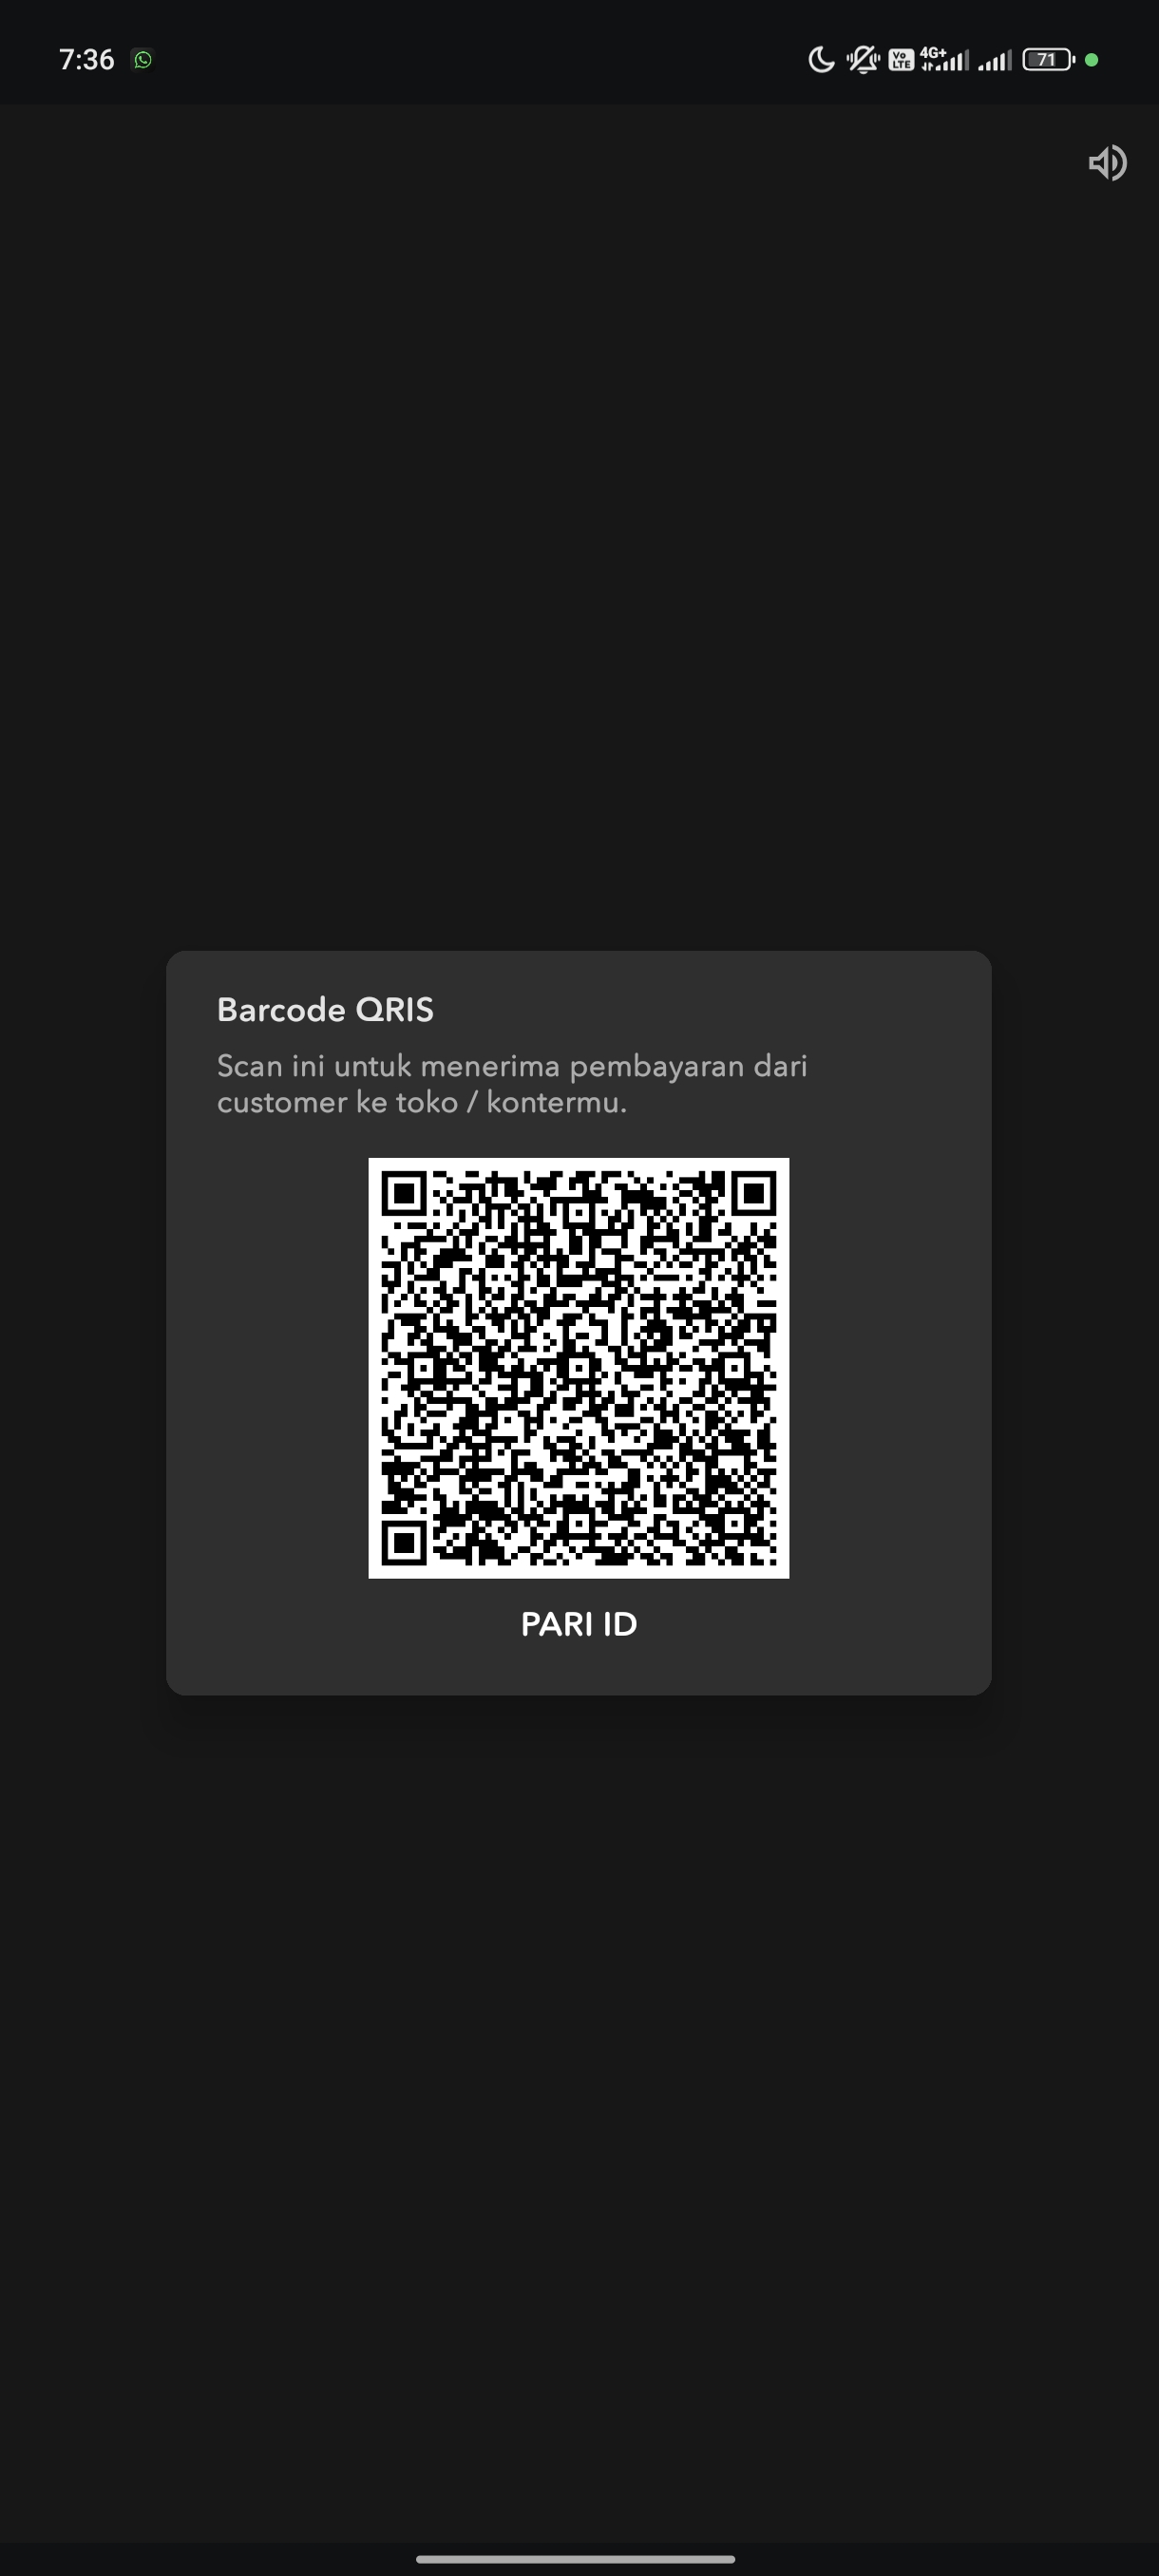 7:36
Vo LTE 4G+ 71
Barcode QRIS
Scan ini untuk menerima pembayaran dari
customer ke toko / kontermu.
PARI ID